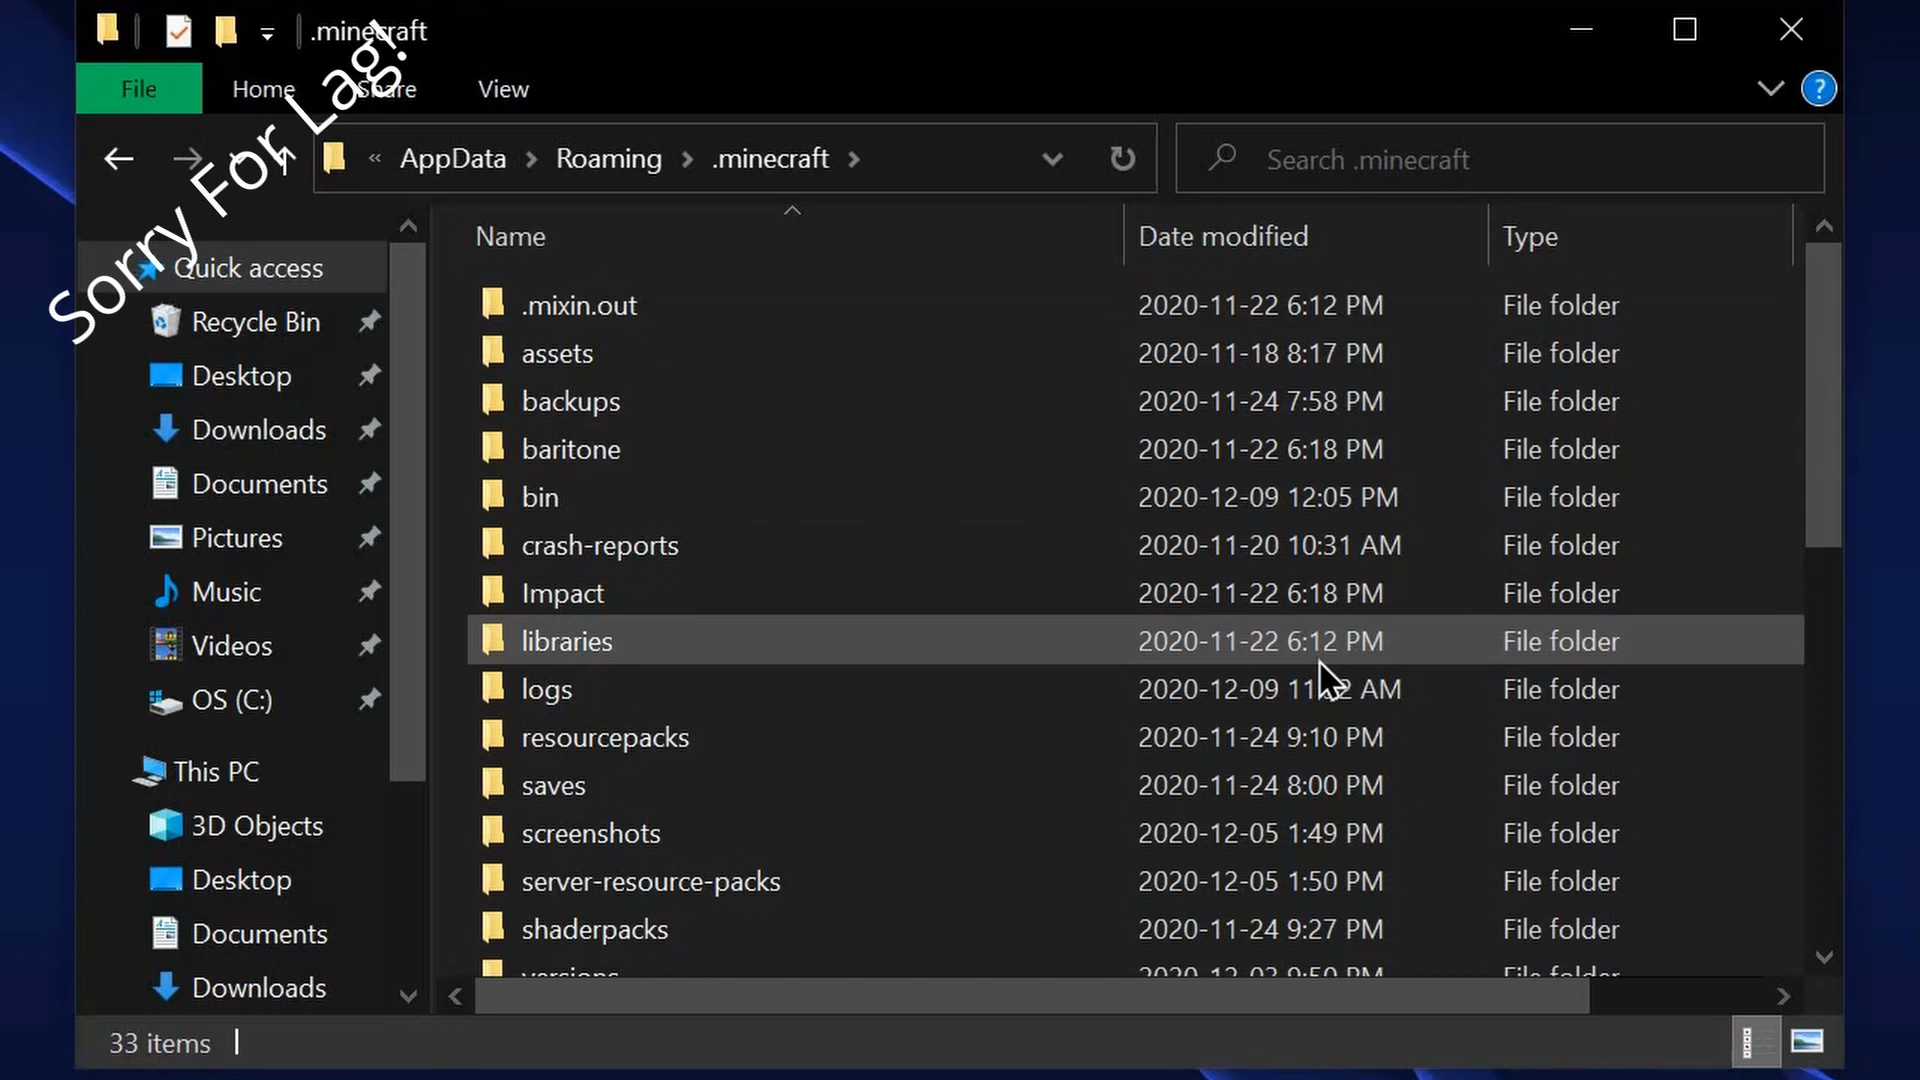 .minecraft
File Home Share View
?
Sorry For Lag!
« AppData > Roaming > .minecraft >
Search .minecraft
Name Date modified Type
Quick access
Recycle Bin
Desktop
Downloads
Documents
Pictures
Music
Videos
OS (C:)
This PC
3D Objects
Desktop
Documents
Downloads
.mixin.out 2020-11-22 6:12 PM File folder
assets 2020-11-18 8:17 PM File folder
backups 2020-11-24 7:58 PM File folder
baritone 2020-11-22 6:18 PM File folder
bin 2020-12-09 12:05 PM File folder
crash-reports 2020-11-20 10:31 AM File folder
Impact 2020-11-22 6:18 PM File folder
libraries 2020-11-22 6:12 PM File folder
logs 2020-12-09 AM File folder
resourcepacks 2020-11-24 9:10 PM File folder
saves 2020-11-24 8:00 PM File folder
screenshots 2020-12-05 1:49 PM File folder
server-resource-packs 2020-12-05 1:50 PM File folder
shaderpacks 2020-11-24 9:27 PM File folder
versions 2020-12-03 9:50 PM File folder
33 items